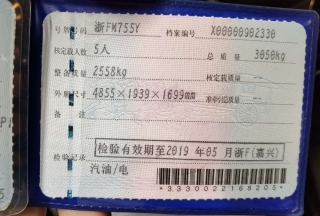 号牌号码 浙FM755Y 档案编号 X00000902330
核定载人数 5人 总质量 3050kg
整备质量 2558kg 核定载质量
外廓尺寸 4855×1939×1699mm 准牵引总质量
备注
检验有效期至2019 年05 月浙F(嘉兴)
检验记录
汽油/电
*3330022168205*